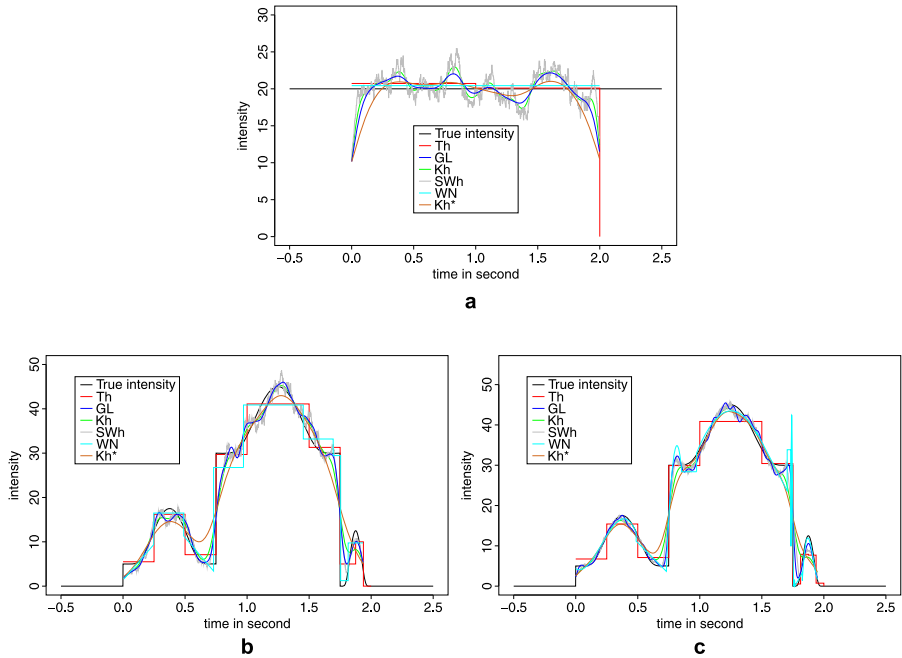 30
25
20
15
10
5
0
intensity
True intensity
Th
GL
Kh
SWh
WN
Kh*
−0.5 0.0 0.5 1.0 1.5 2.0 2.5
time in second
a
50
40
30
20
10
0
intensity
True intensity
Th
GL
Kh
SWh
WN
Kh*
−0.5 0.0 0.5 1.0 1.5 2.0 2.5
time in second
b
50
40
30
20
10
0
intensity
True intensity
Th
GL
Kh
SWh
WN
Kh*
−0.5 0.0 0.5 1.0 1.5 2.0 2.5
time in second
c